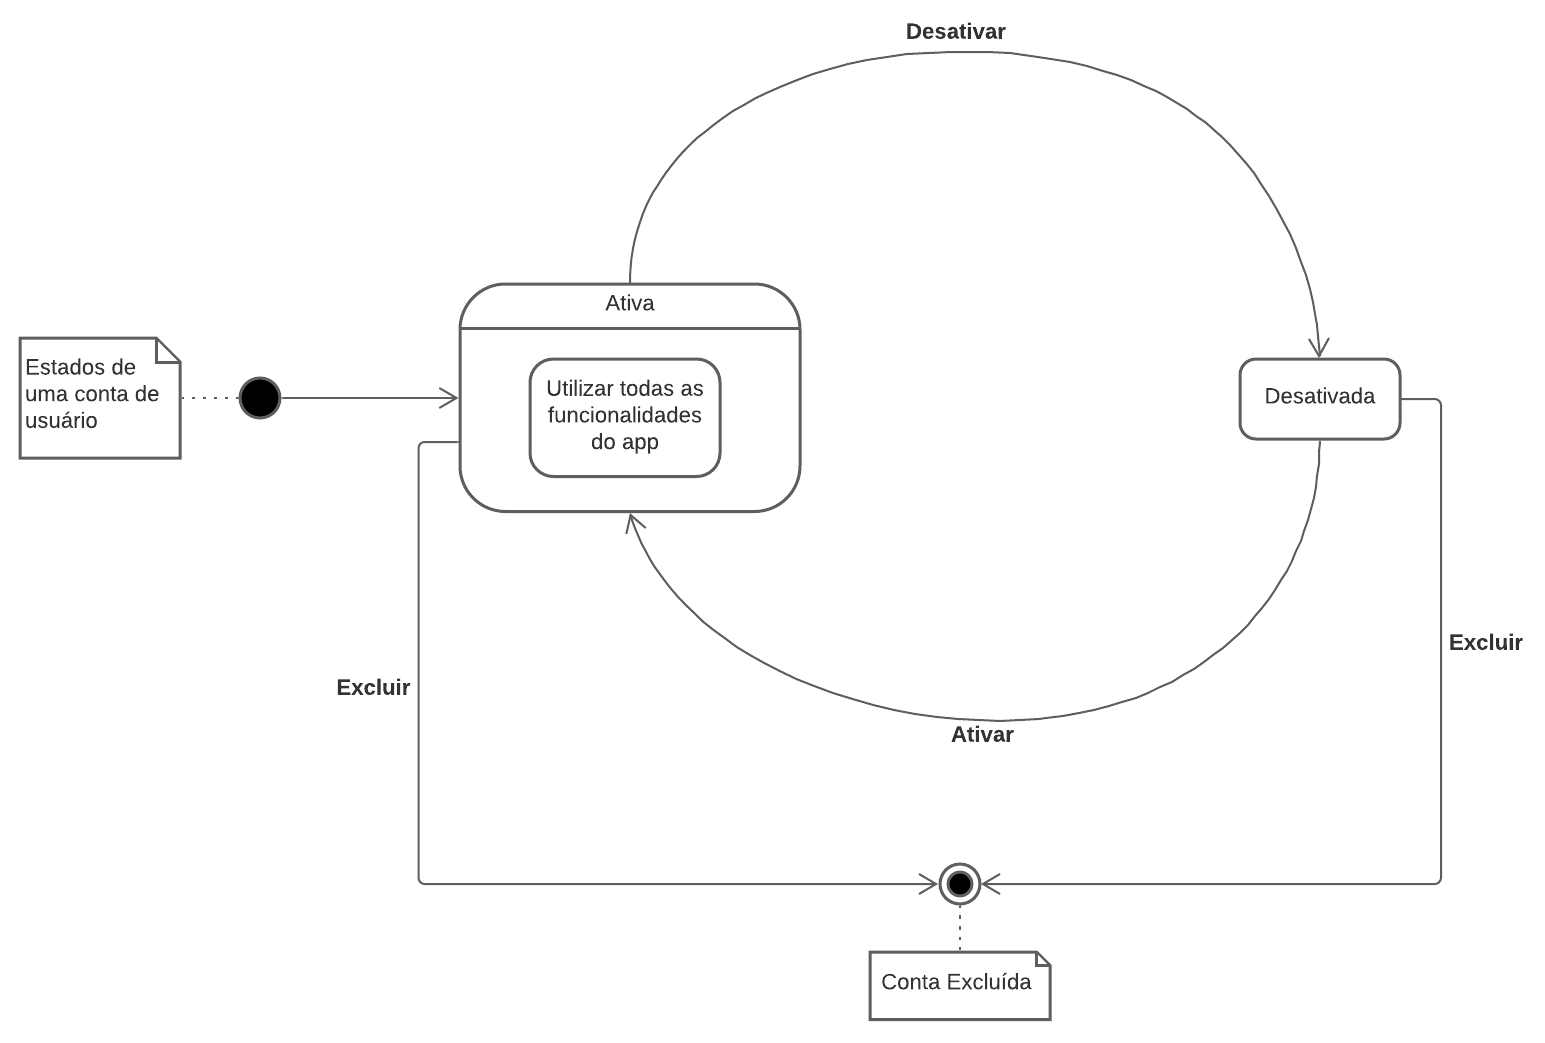 Desativar
Ativa
Estados de
uma conta de
usuário
Utilizar todas as
funcionalidades
do app
Desativada
Excluir
Excluir
Ativar
Conta Excluída